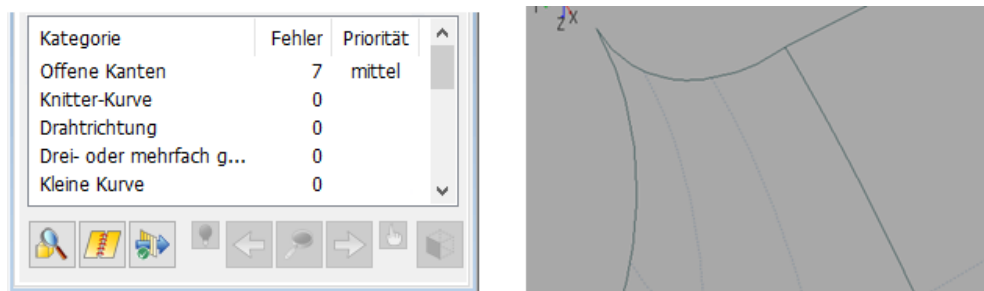 Kategorie Fehler Priorität
Offene Kanten 7 mittel
Knitter-Kurve 0
Drahtrichtung 0
Drei- oder mehrfach g... 0
Kleine Kurve 0
z x